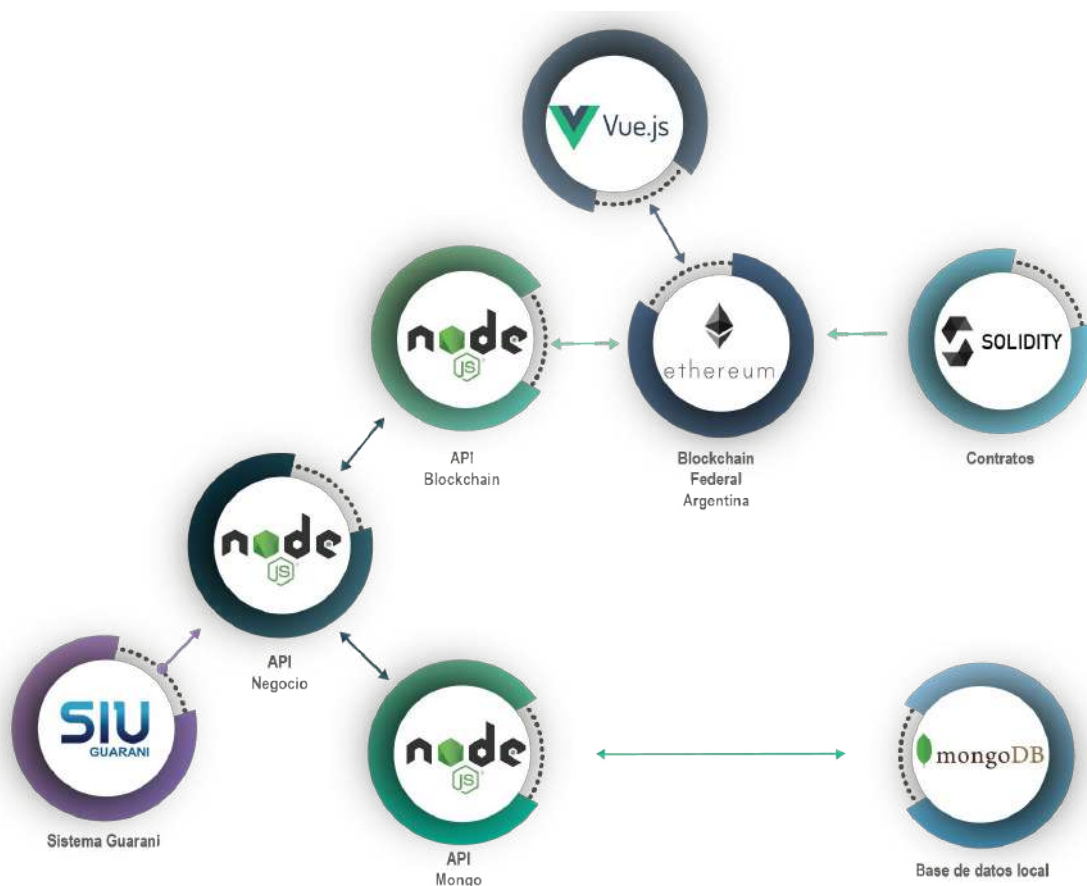 Vue.js
node
JS
ethereum
SOLIDITY
API
Blockchain
Blockchain
Federal
Argentina
Contratos
node
JS
API
Negocio
SIU
GUARANI
Sistema Guarani
node
JS
API
Mongo
mongoDB
Base de datos local